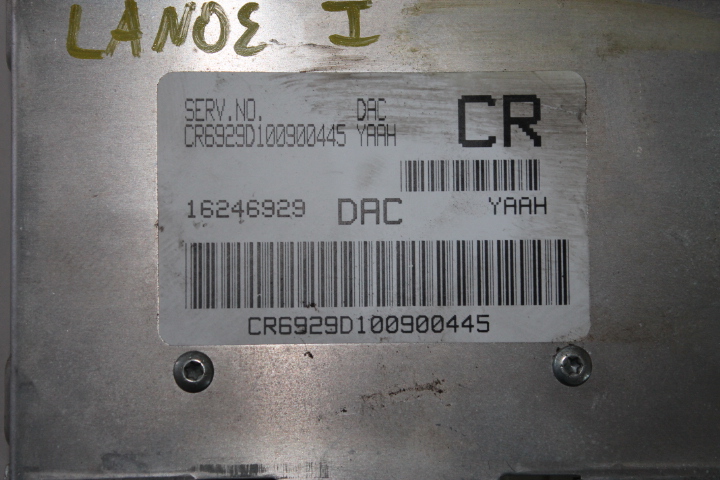 LANOS I
SERV.NO. DAC CR
CR6929D100900445 YAAH
16246929 DAC YAAH
CR6929D100900445